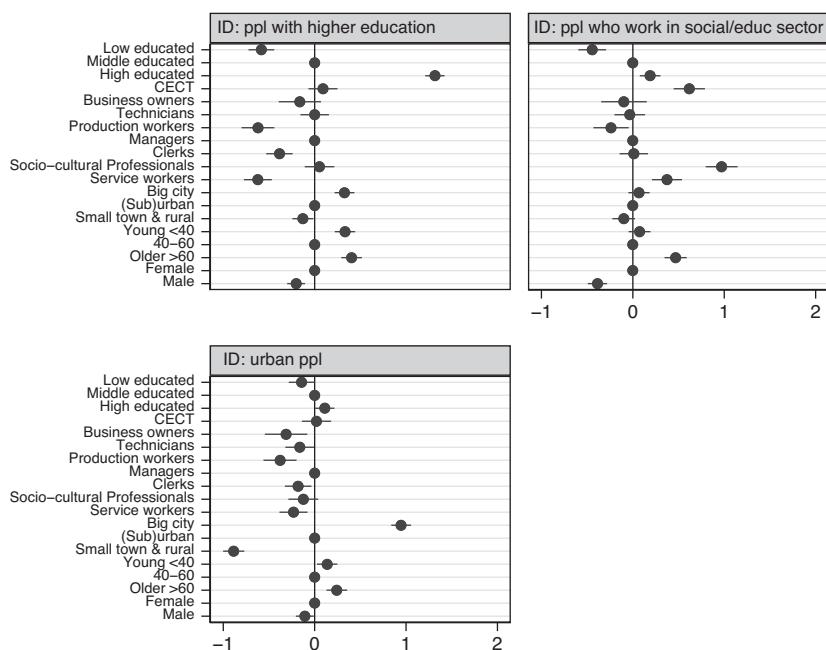 ID: ppl with higher education
ID: ppl who work in social/educ sector
Low educated
Middle educated
High educated
CECT
Business owners
Technicians
Production workers
Managers
Clerks
Socio−cultural Professionals
Service workers
Big city
(Sub)urban
Small town & rural
Young <40
40−60
Older >60
Female
Male
−1 0 1 2
ID: urban ppl
Low educated
Middle educated
High educated
CECT
Business owners
Technicians
Production workers
Managers
Clerks
Socio−cultural Professionals
Service workers
Big city
(Sub)urban
Small town & rural
Young <40
40−60
Older >60
Female
Male
−1 0 1 2